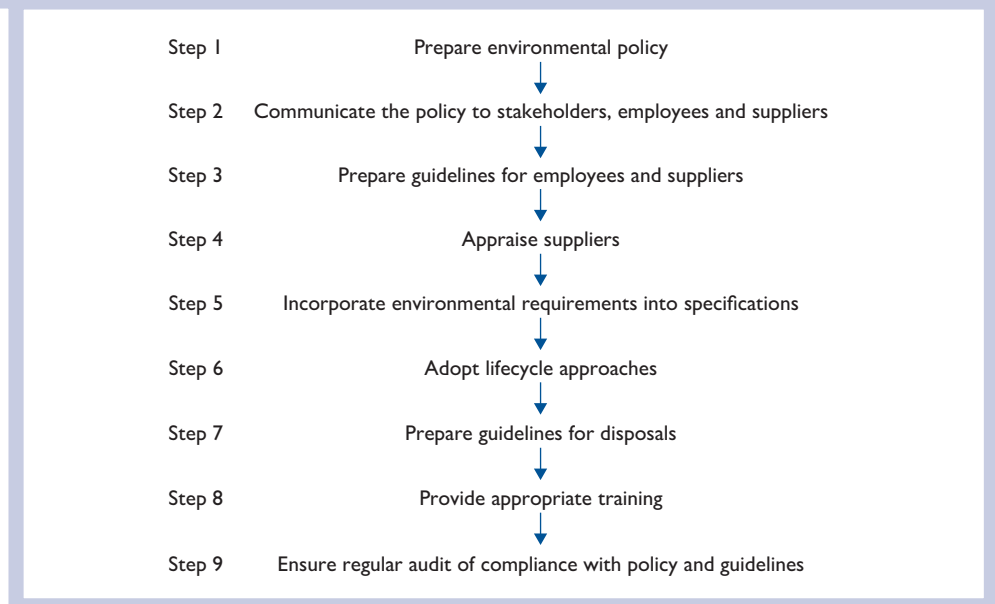 Step 1 Prepare environmental policy
Step 2 Communicate the policy to stakeholders, employees and suppliers
Step 3 Prepare guidelines for employees and suppliers
Step 4 Appraise suppliers
Step 5 Incorporate environmental requirements into specifications
Step 6 Adopt lifecycle approaches
Step 7 Prepare guidelines for disposals
Step 8 Provide appropriate training
Step 9 Ensure regular audit of compliance with policy and guidelines